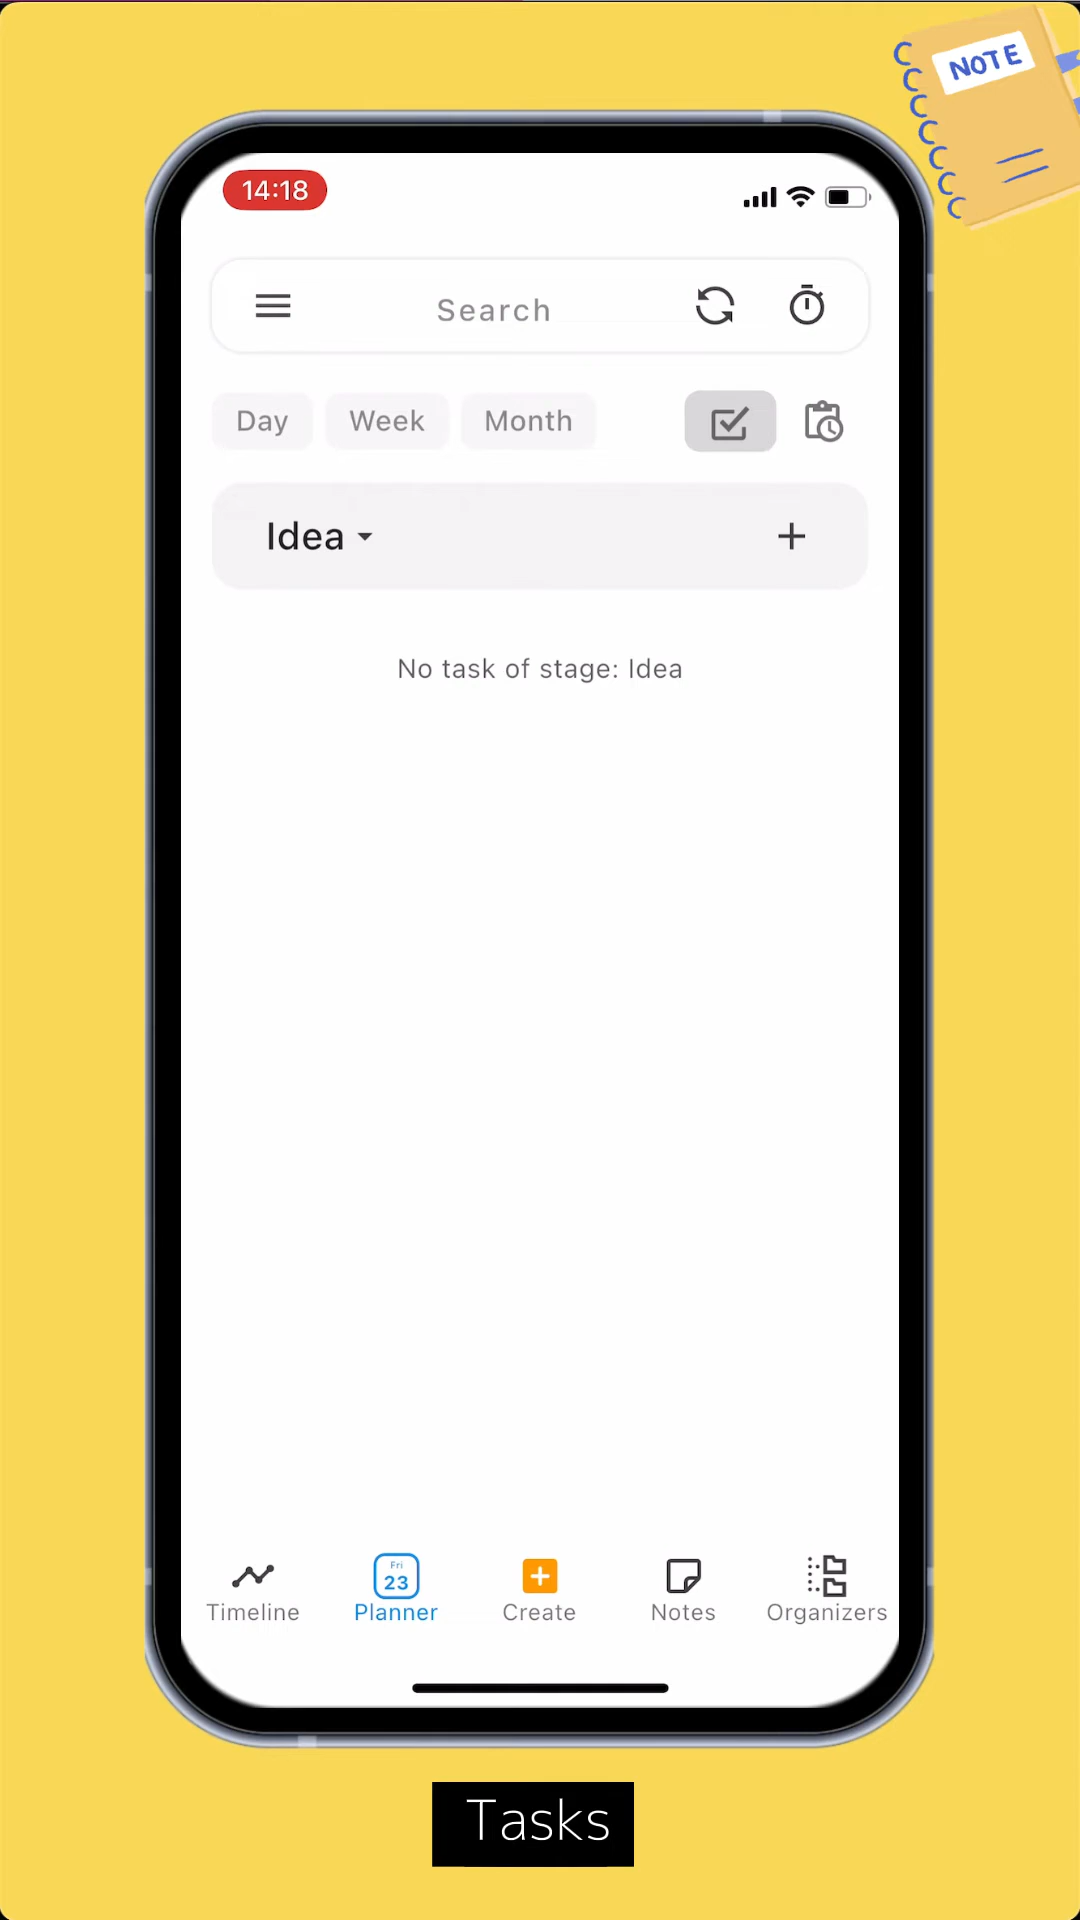 NOTE
14:18
Search
Day Week Month
Idea
No task of stage: Idea
Fri
23
Timeline Planner Create Notes Organizers
Tasks